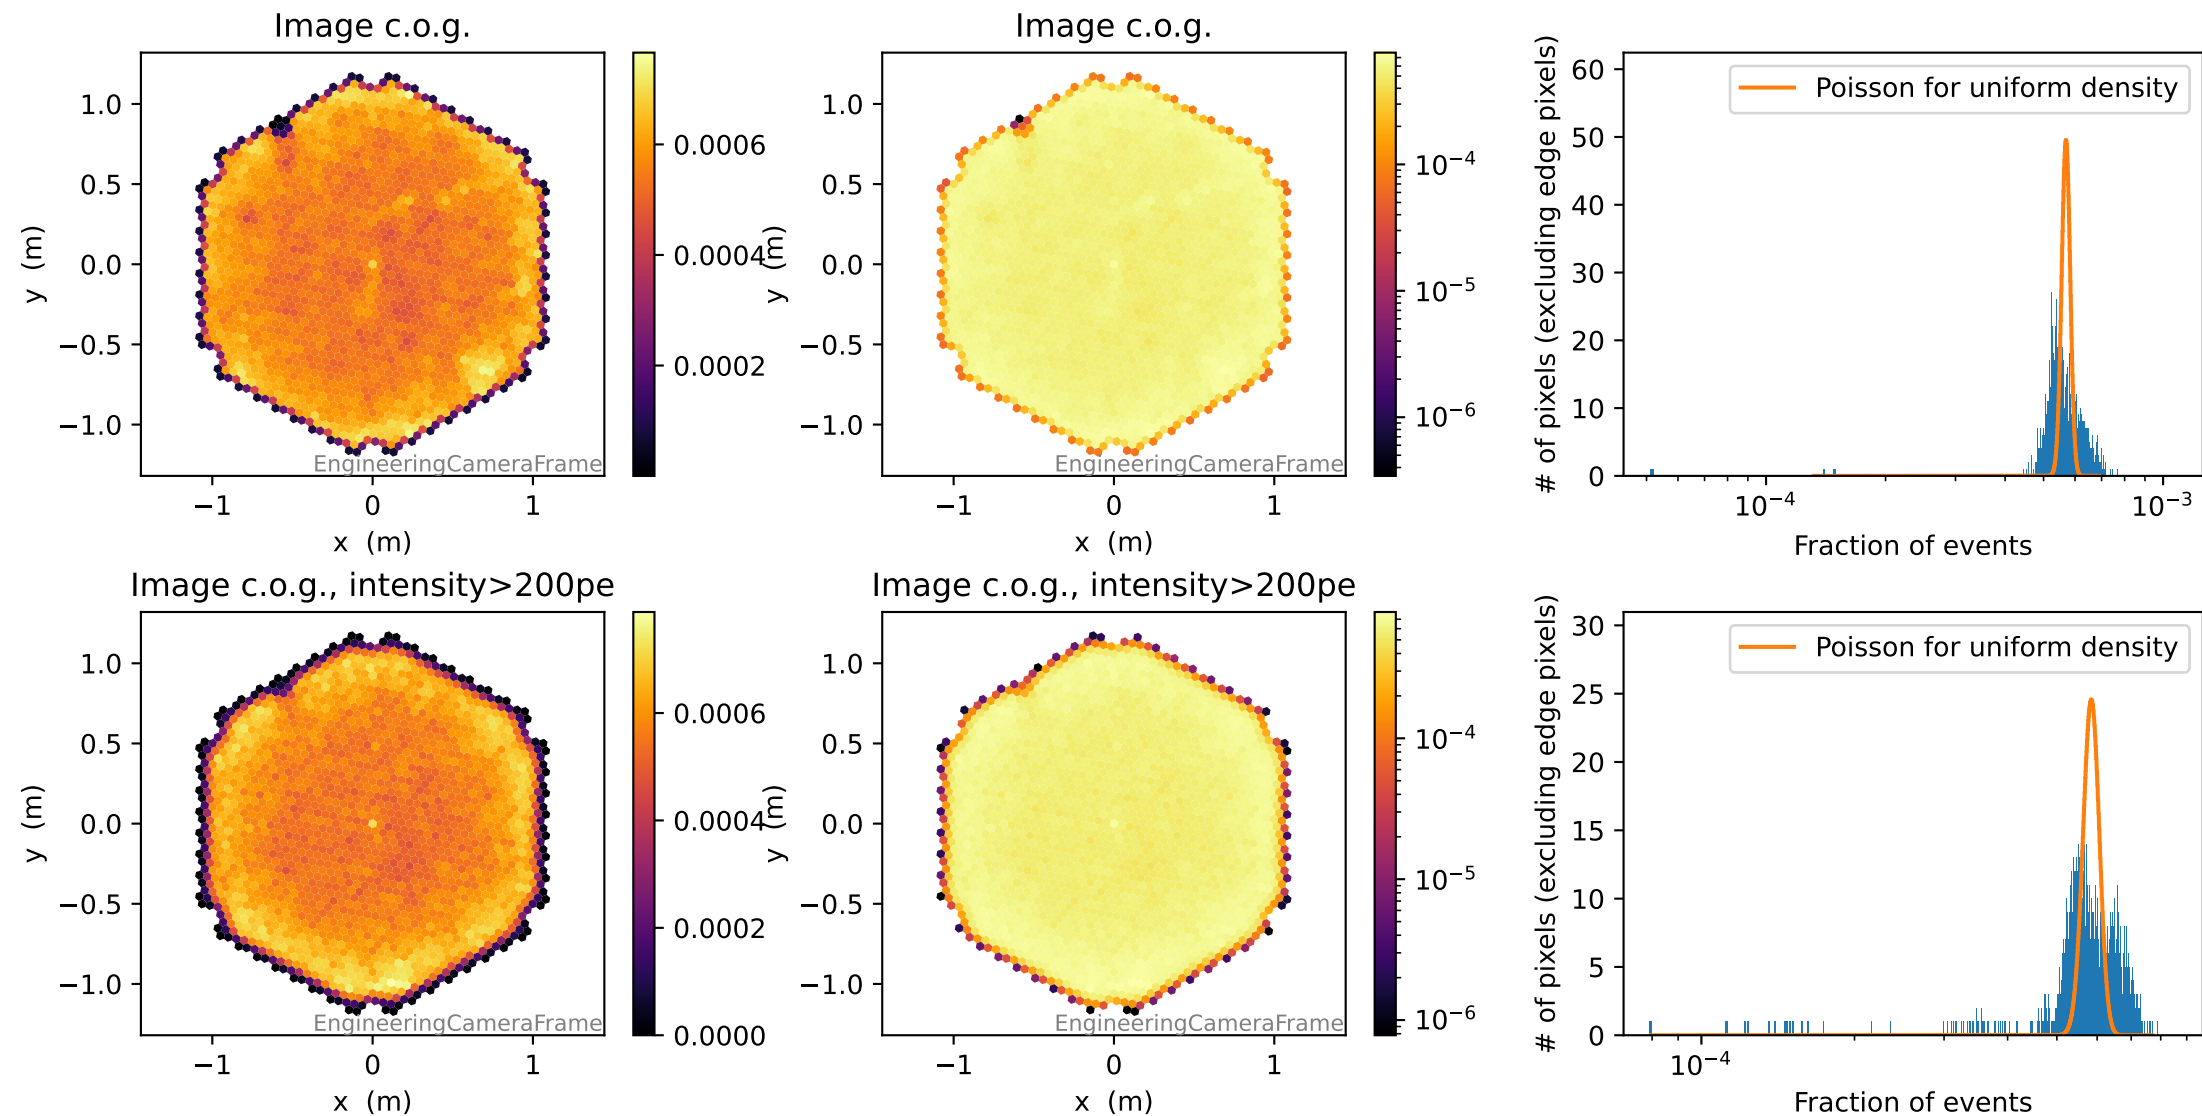 Image c.o.g.
1.0
0.5
0.0
−0.5
−1.0
y (m)
EngineeringCameraFrame
−1
0
1
x (m)
0.0006
0.0004
0.0002
Image c.o.g.
1.0
0.5
0.0
−0.5
−1.0
y (m)
EngineeringCameraFrame
−1
0
1
x (m)
10⁻⁴
10⁻⁵
10⁻⁶
# of pixels (excluding edge pixels)
60
50
40
30
20
10
0
Poisson for uniform density
10⁻⁴
10⁻³
Fraction of events
Image c.o.g., intensity>200pe
1.0
0.5
0.0
−0.5
−1.0
y (m)
EngineeringCameraFrame
−1
0
1
x (m)
0.0006
0.0004
0.0002
0.0000
Image c.o.g., intensity>200pe
1.0
0.5
0.0
−0.5
−1.0
y (m)
EngineeringCameraFrame
−1
0
1
x (m)
10⁻⁴
10⁻⁵
10⁻⁶
# of pixels (excluding edge pixels)
30
25
20
15
10
5
0
Poisson for uniform density
10⁻⁴
Fraction of events